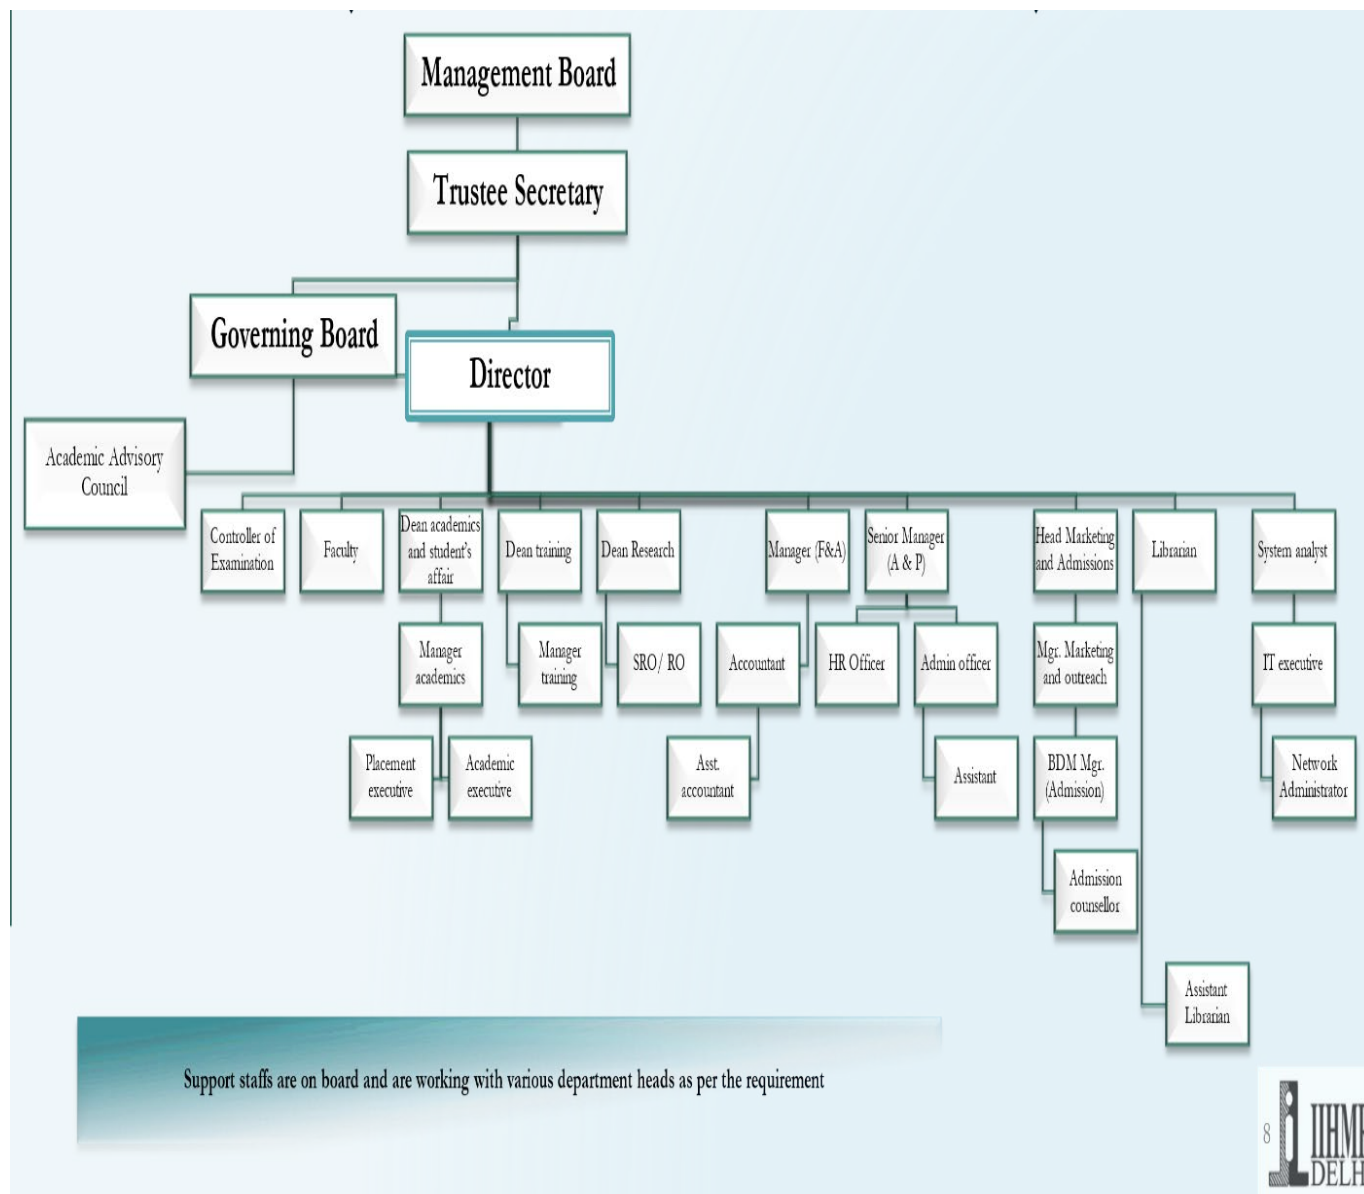 Management Board
Trustee Secretary
Governing Board
Director
Academic Advisory
Council
Controller of
Examination
Faculty
Dean academics
and student's
affair
Dean training
Dean Research
Manager (F&A)
Senior Manager
(A & P)
Head Marketing
and Admissions
Librarian
System analyst
Manager
academics
Manager
training
SRO / RO
Accountant
HR Officer
Admin officer
Mgr. Marketing
and outreach
IT executive
Placement
executive
Academic
executive
Asst.
accountant
Assistant
BDM Mgr.
(Admission)
Network
Administrator
Admission
counsellor
Assistant
Librarian
Support staffs are on board and are working with various department heads as per the requirement
8